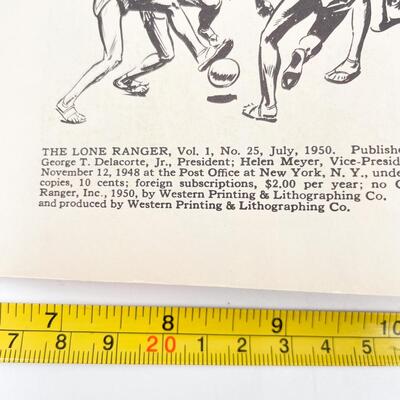 THE LONE RANGER, Vol. 1, No. 25, July, 1950. Publishe
George T. Delacorte, Jr., President; Helen Meyer, Vice-Presid
November 12, 1948 at the Post Office at New York, N. Y., unde
copies, 10 cents; foreign subscriptions, $2.00 per year; no
Ranger, Inc., 1950, by Western Printing & Lithographing Co.
and produced by Western Printing & Lithographing Co.
7 8 9 10
7 8 9 20 1 2 3 4 5